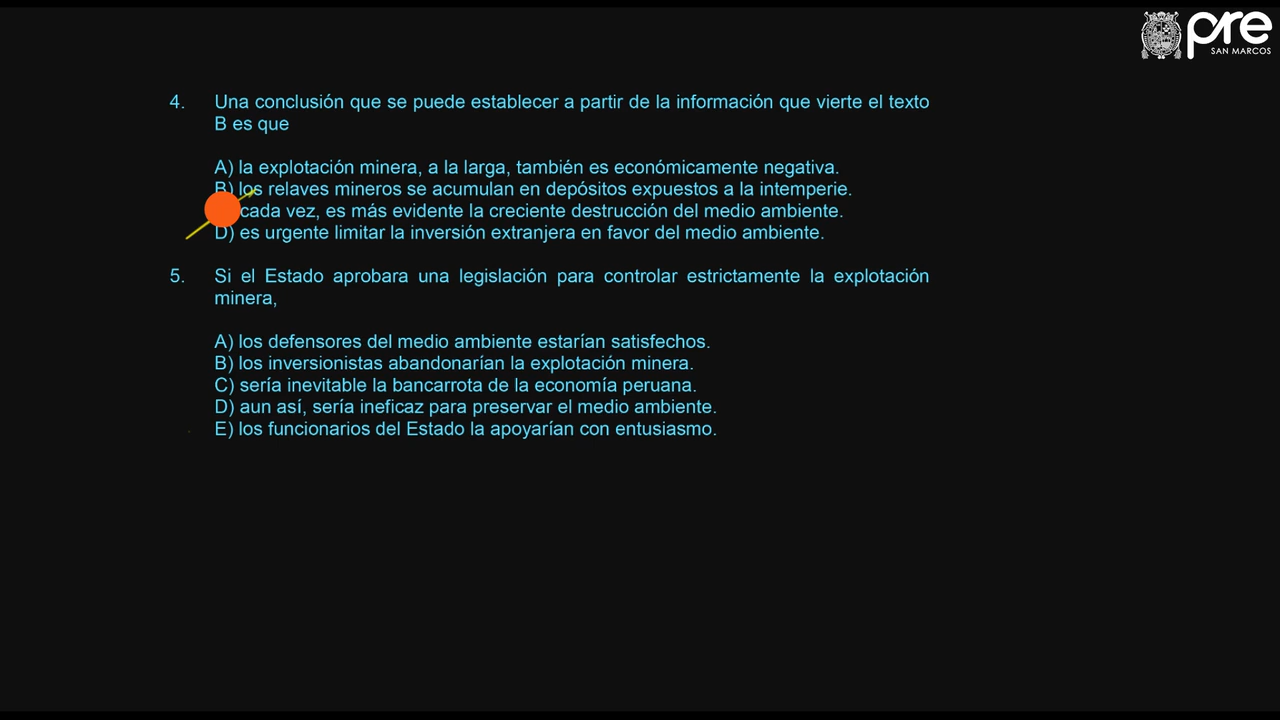 pre
SAN MARCOS
4. Una conclusión que se puede establecer a partir de la información que vierte el texto
B es que
A) la explotación minera, a la larga, también es económicamente negativa.
B) los relaves mineros se acumulan en depósitos expuestos a la intemperie.
cada vez, es más evidente la creciente destrucción del medio ambiente.
D) es urgente limitar la inversión extranjera en favor del medio ambiente.
5. Si el Estado aprobara una legislación para controlar estrictamente la explotación
minera,
A) los defensores del medio ambiente estarían satisfechos.
B) los inversionistas abandonarían la explotación minera.
C) sería inevitable la bancarrota de la economía peruana.
D) aun así, sería ineficaz para preservar el medio ambiente.
E) los funcionarios del Estado la apoyarían con entusiasmo.